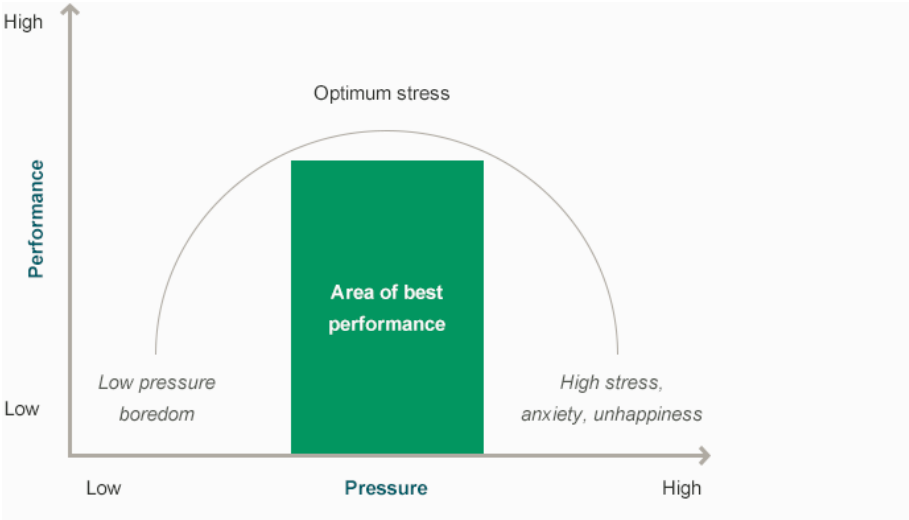 High
Optimum stress
Performance
Area of best
performance
Low pressure
boredom
High stress,
anxiety, unhappiness
Low
Low
Pressure
High